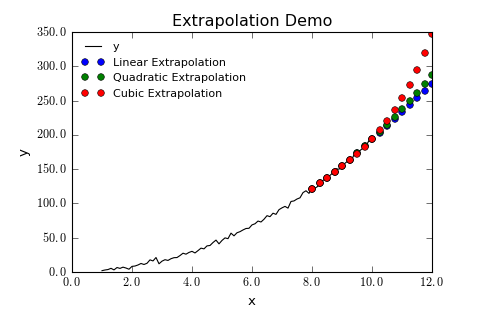 Extrapolation Demo
350.0
300.0
250.0
200.0
150.0
100.0
50.0
0.0
y
y
Linear Extrapolation
Quadratic Extrapolation
Cubic Extrapolation
0.0 2.0 4.0 6.0 8.0 10.0 12.0
x